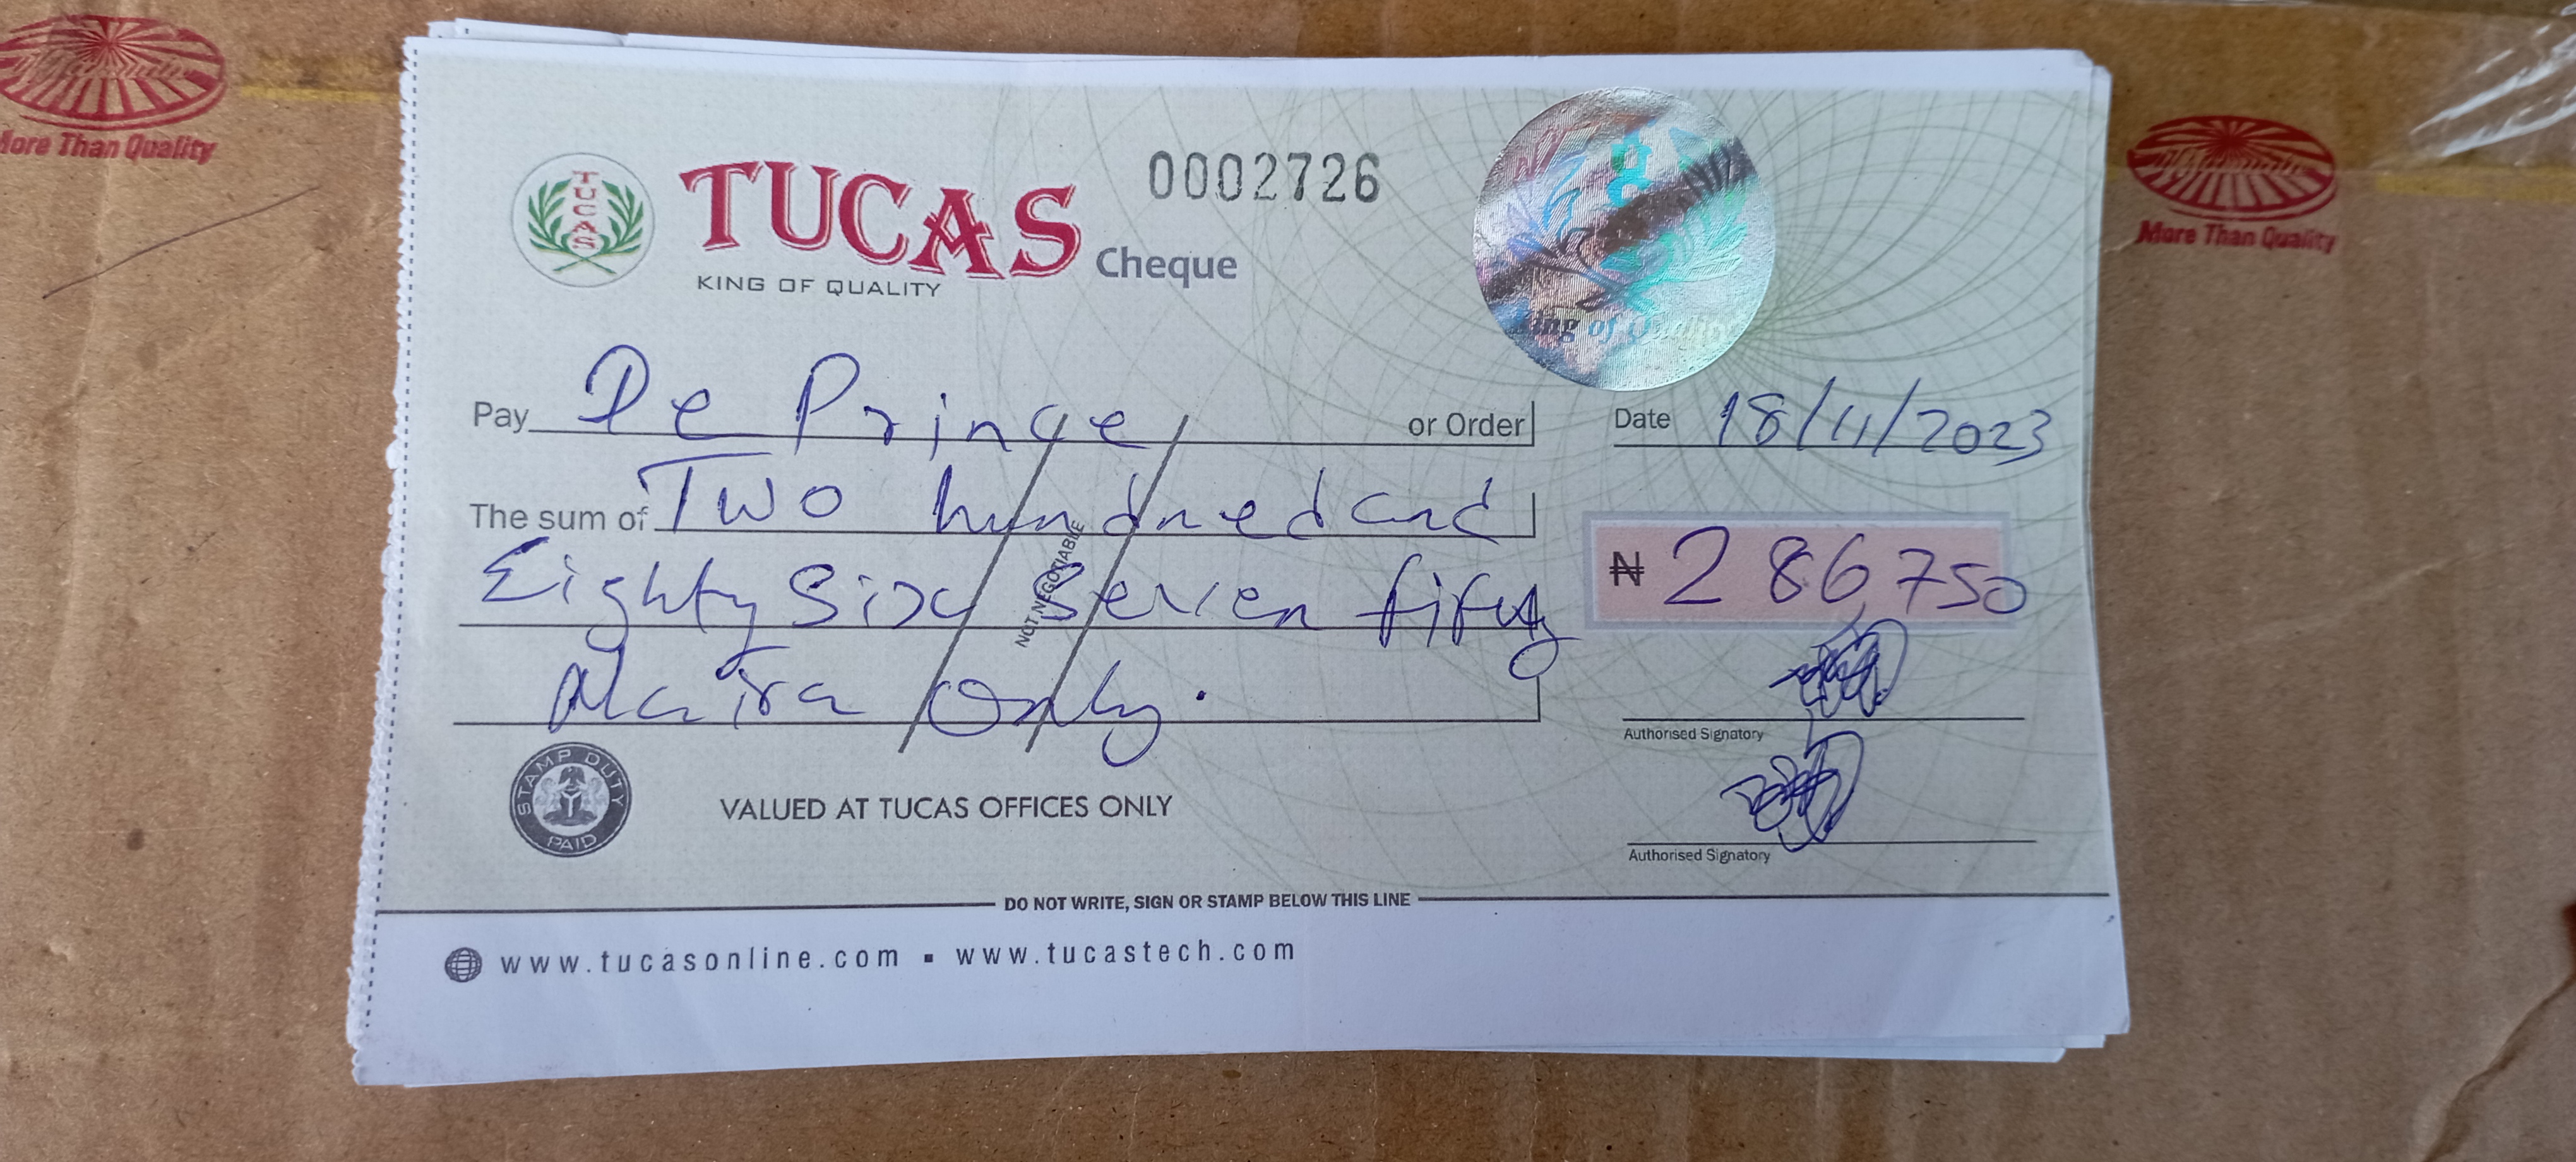 More Than Quality
More Than Quality
TUCAS
TUCAS
KING OF QUALITY
Cheque
0002726
King of Quality
Pay De Prince or Order
Date 18/11/2023
The sum of Two hundred and
Eighty Six Seven fifty
Naira Only.
NOT NEGOTIABLE
₦ 286,750
Authorised Signatory
Authorised Signatory
STAMP DUTY PAID
VALUED AT TUCAS OFFICES ONLY
DO NOT WRITE, SIGN OR STAMP BELOW THIS LINE
www.tucasonline.com ▪ www.tucastech.com